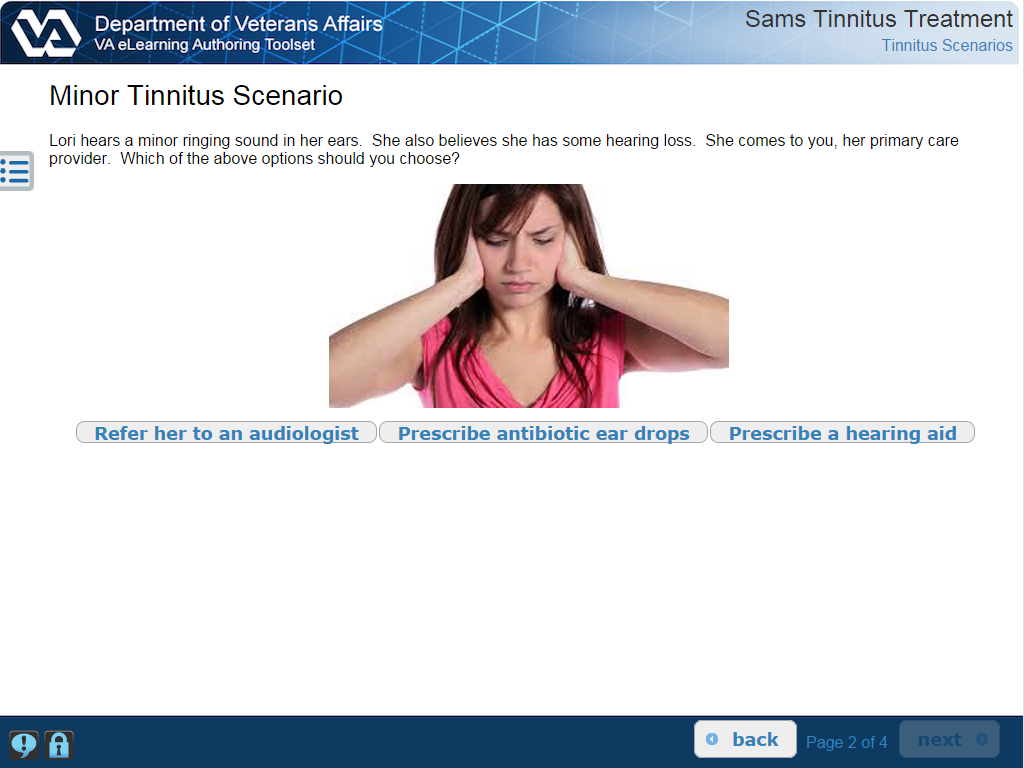 VA
Department of Veterans Affairs
VA eLearning Authoring Toolset
Sams Tinnitus Treatment
Tinnitus Scenarios
Minor Tinnitus Scenario
Lori hears a minor ringing sound in her ears.  She also believes she has some hearing loss.  She comes to you, her primary care
provider.  Which of the above options should you choose?
Refer her to an audiologist
Prescribe antibiotic ear drops
Prescribe a hearing aid
back
Page 2 of 4
next